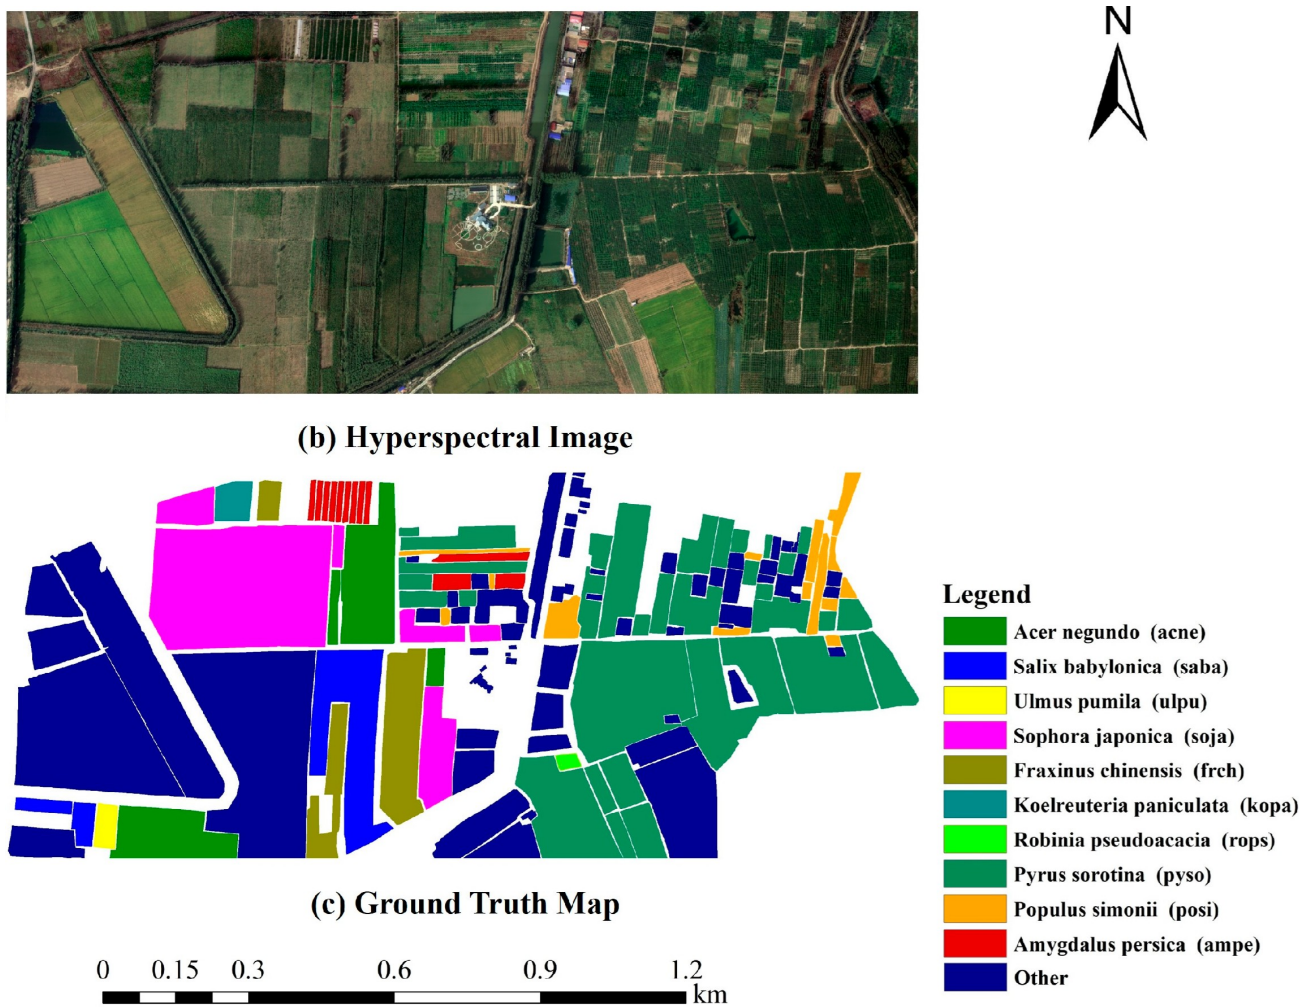 N
(b) Hyperspectral Image
Legend
Acer negundo (acne)
Salix babylonica (saba)
Ulmus pumila (ulpu)
Sophora japonica (soja)
Fraxinus chinensis (frch)
Koelreuteria paniculata (kopa)
Robinia pseudoacacia (rops)
Pyrus sorotina (pyso)
Populus simonii (posi)
Amygdalus persica (ampe)
Other
(c) Ground Truth Map
0 0.15 0.3 0.6 0.9 1.2
km